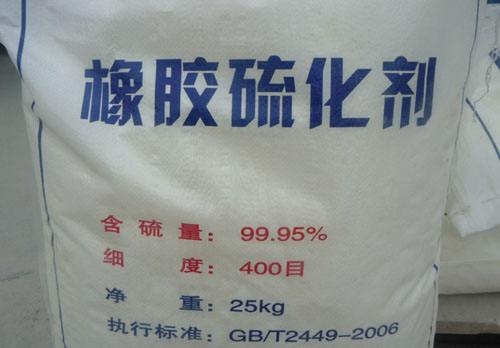 橡胶硫化剂
含硫量：99.95%
细 度：400目
净 重：25kg
执行标准：GB/T2449-2006